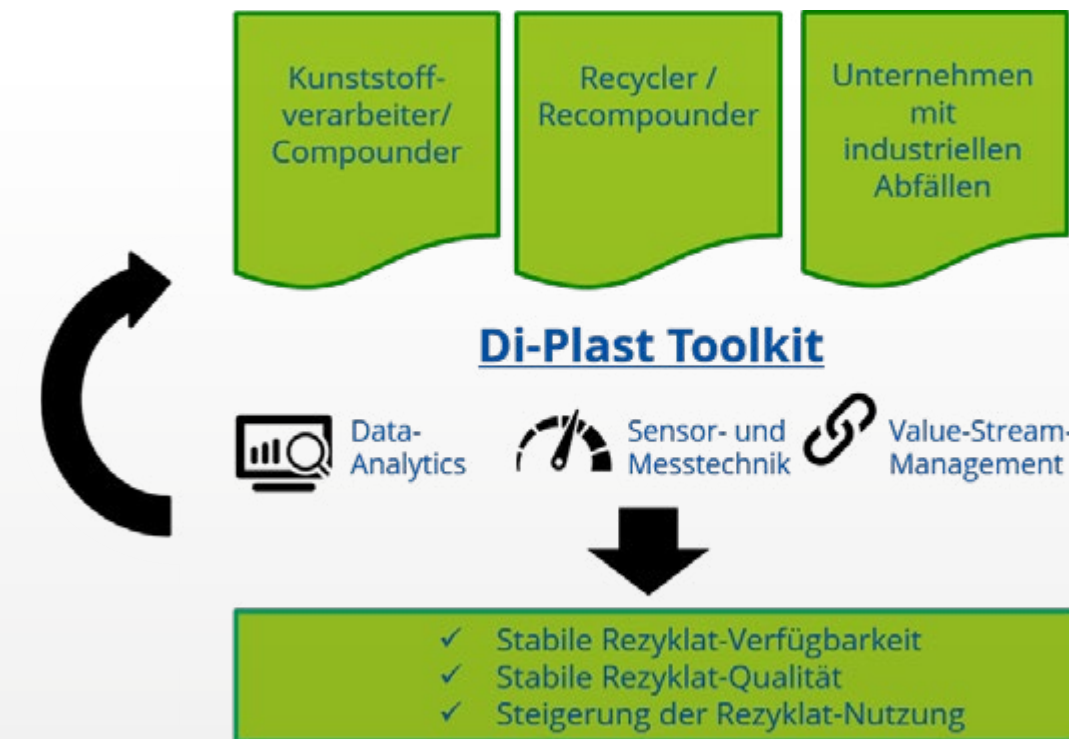 Kunststoff-
verarbeiter/
Compounder
Recycler /
Recompounder
Unternehmen
mit
industriellen
Abfällen
Di-Plast Toolkit
Data-
Analytics
Sensor- und
Messtechnik
Value-Stream-
Management
✓ Stabile Rezyklat-Verfügbarkeit
✓ Stabile Rezyklat-Qualität
✓ Steigerung der Rezyklat-Nutzung